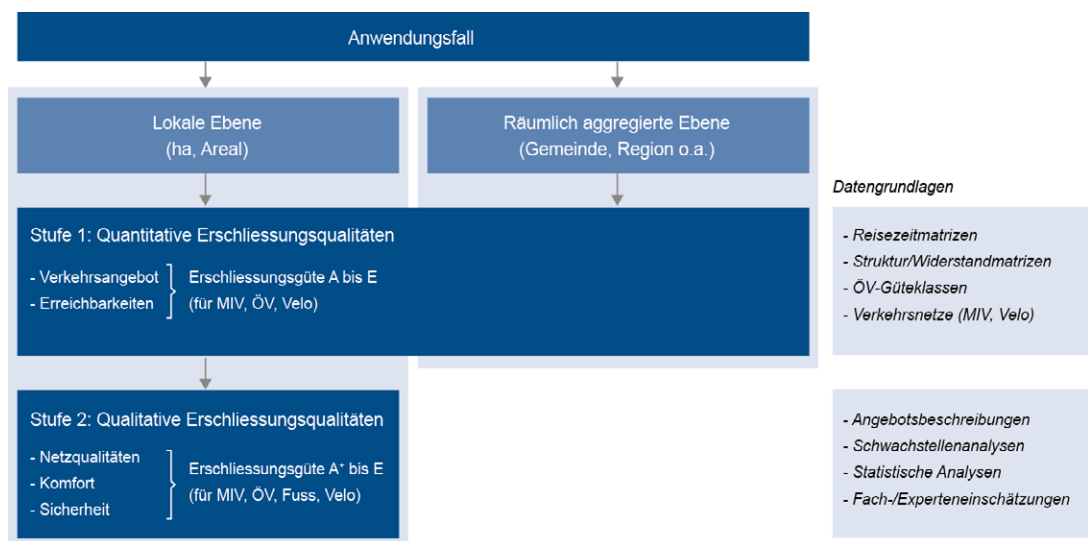 Anwendungsfall
Lokale Ebene
(ha, Areal)
Räumlich aggregierte Ebene
(Gemeinde, Region o.a.)
Datengrundlagen
Stufe 1: Quantitative Erschliessungsqualitäten
- Verkehrsangebot
- Erreichbarkeiten
Erschliessungsgüte A bis E
(für MIV, ÖV, Velo)
- Reisezeitmatrizen
- Struktur/Widerstandmatrizen
- ÖV-Güteklassen
- Verkehrsnetze (MIV, Velo)
Stufe 2: Qualitative Erschliessungsqualitäten
- Netzqualitäten
- Komfort
- Sicherheit
Erschliessungsgüte A⁺ bis E
(für MIV, ÖV, Fuss, Velo)
- Angebotsbeschreibungen
- Schwachstellenanalysen
- Statistische Analysen
- Fach-/Experteneinschätzungen